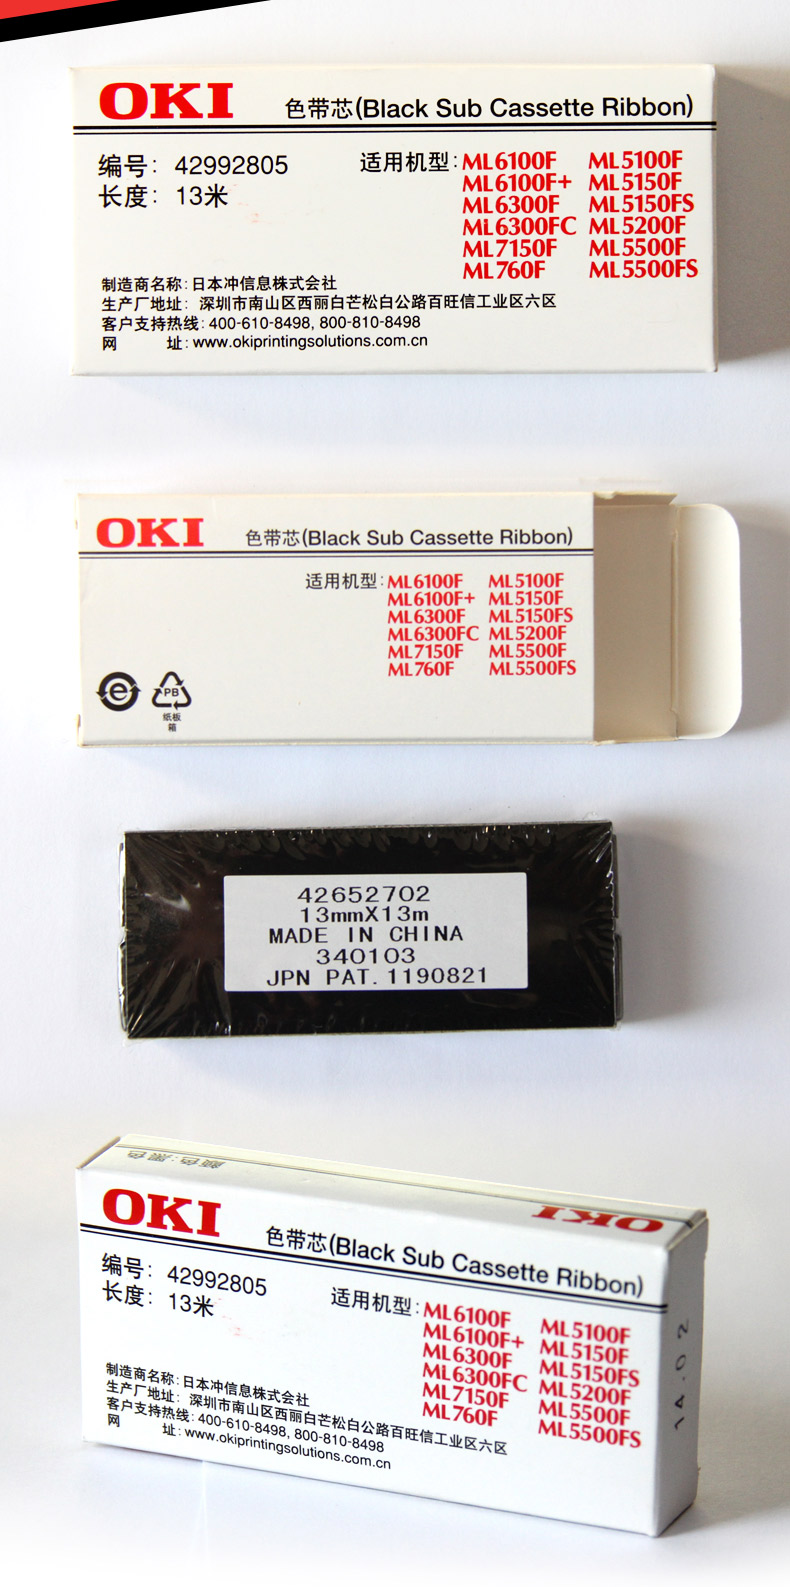 OKI
色带芯(Black Sub Cassette Ribbon)
编号: 42992805
长度: 13米
适用机型: ML6100F ML5100F
ML6100F+ ML5150F
ML6300F ML5150FS
ML6300FC ML5200F
ML7150F ML5500F
ML760F ML5500FS
制造商名称: 日本冲信息株式会社
生产厂地址: 深圳市南山区西丽白芒松白公路百旺信工业区六区
客户支持热线: 400-610-8498, 800-810-8498
网 址: www.okiprintingsolutions.com.cn
OKI
色带芯(Black Sub Cassette Ribbon)
适用机型: ML6100F ML5100F
ML6100F+ ML5150F
ML6300F ML5150FS
ML6300FC ML5200F
ML7150F ML5500F
ML760F ML5500FS
e
PB
纸板
箱
42652702
13mmX13m
MADE IN CHINA
340103
JPN PAT.1190821
颜色:黑色
OKI
OKI
色带芯(Black Sub Cassette Ribbon)
编号: 42992805
长度: 13米
适用机型: ML6100F ML5100F
ML6100F+ ML5150F
ML6300F ML5150FS
ML6300FC ML5200F
ML7150F ML5500F
ML760F ML5500FS
制造商名称: 日本冲信息株式会社
生产厂地址: 深圳市南山区西丽白芒松白公路百旺信工业区六区
客户支持热线: 400-610-8498, 800-810-8498
网 址: www.okiprintingsolutions.com.cn
14.02